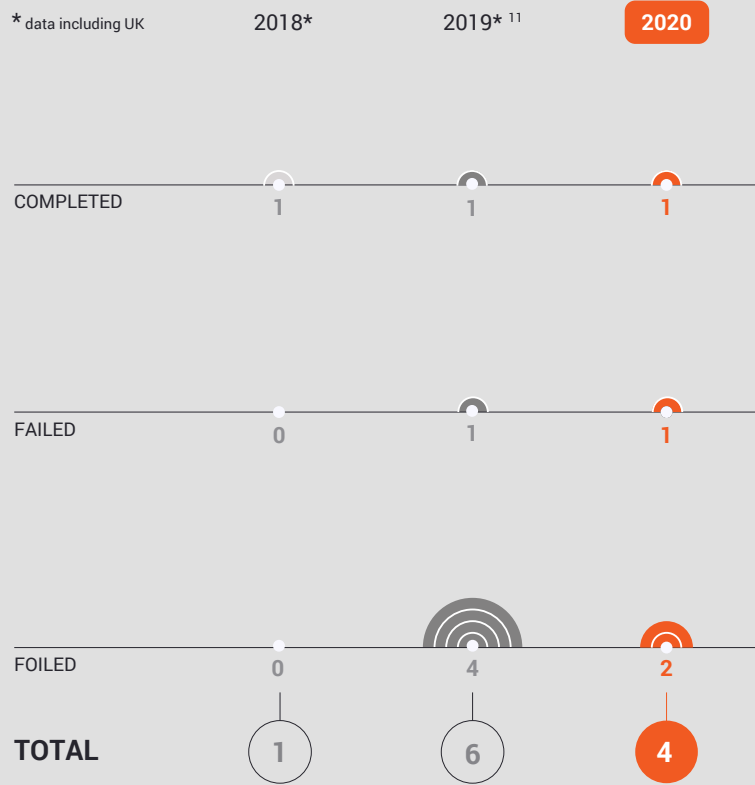 * data including UK 2018* 2019* 11 2020
COMPLETED
1 1 1
FAILED
0 1 1
FOILED
0 4 2
TOTAL 1 6 4